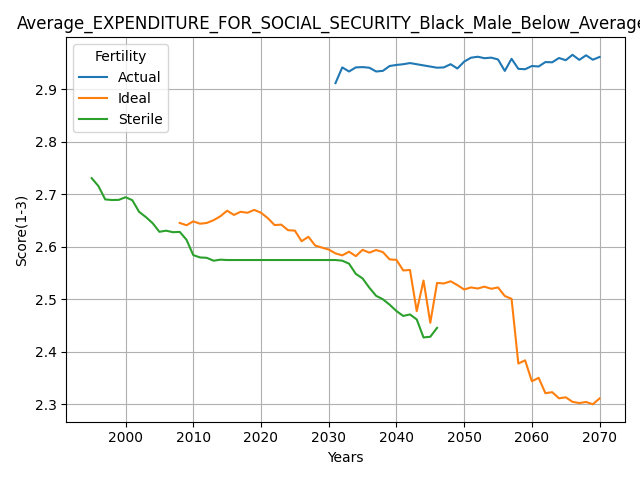 Average_EXPENDITURE_FOR_SOCIAL_SECURITY_Black_Male_Below_Average
Fertility
Actual
Ideal
Sterile
Score(1-3)
2.9
2.8
2.7
2.6
2.5
2.4
2.3
2000 2010 2020 2030 2040 2050 2060 2070
Years